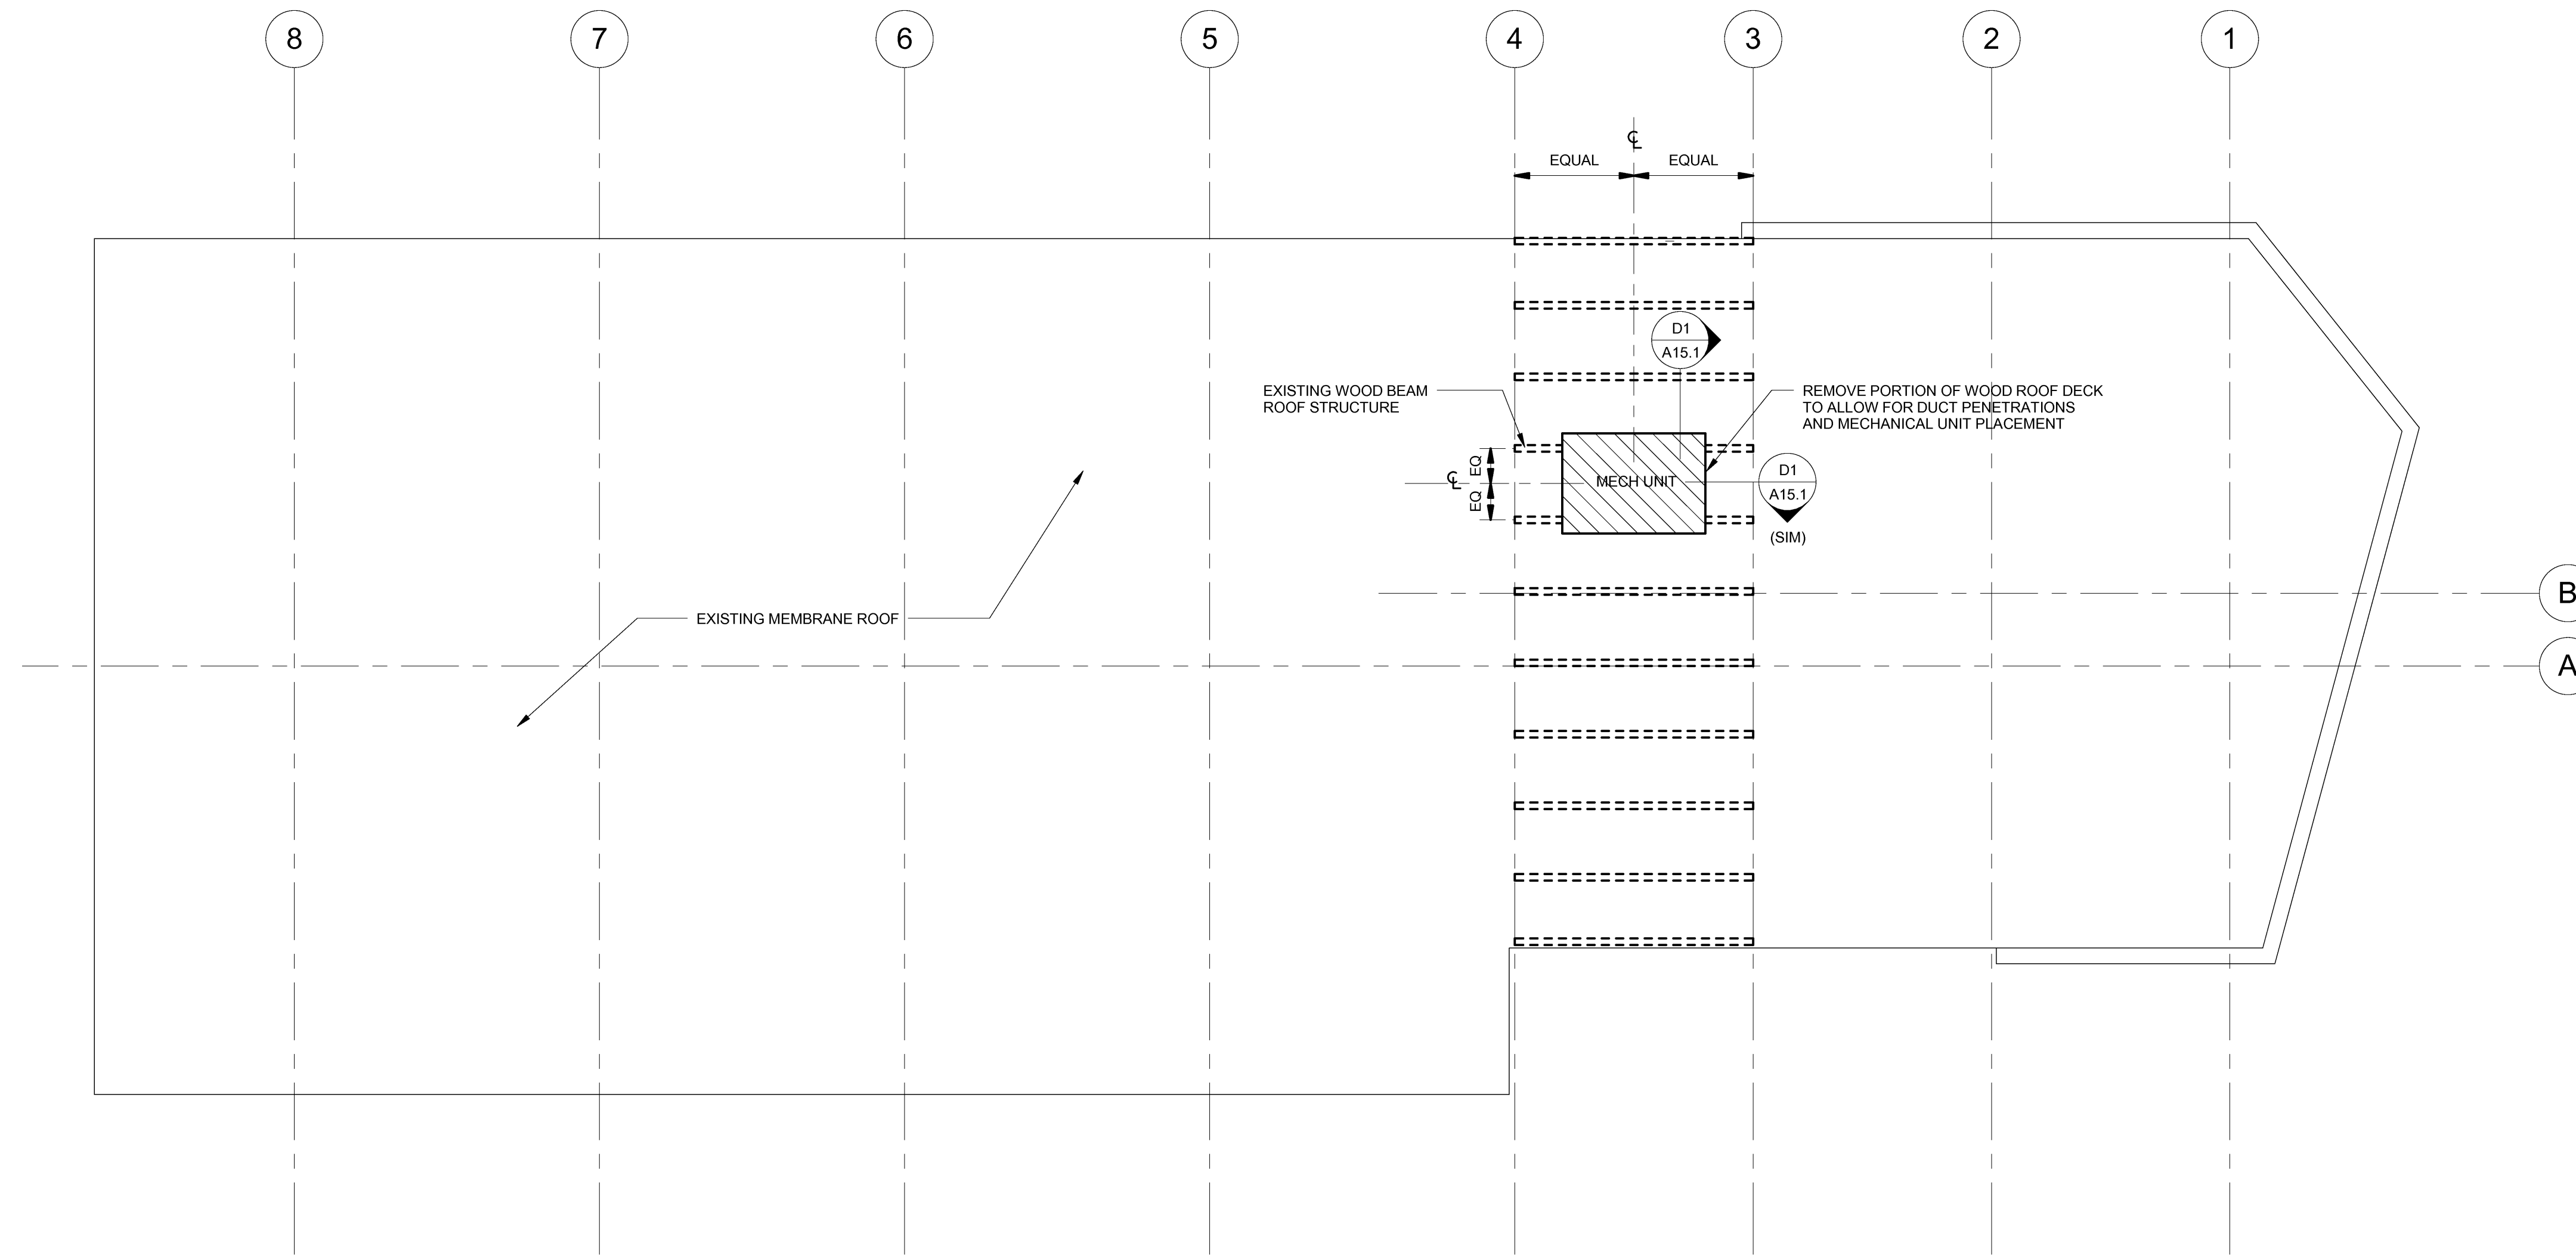 8
7
6
5
4
3
2
1
℄
EQUAL
EQUAL
D1
A15.1
EXISTING WOOD BEAM
ROOF STRUCTURE
REMOVE PORTION OF WOOD ROOF DECK
TO ALLOW FOR DUCT PENETRATIONS
AND MECHANICAL UNIT PLACEMENT
℄
EQ
EQ
MECH UNIT
D1
A15.1
(SIM)
B
EXISTING MEMBRANE ROOF
A